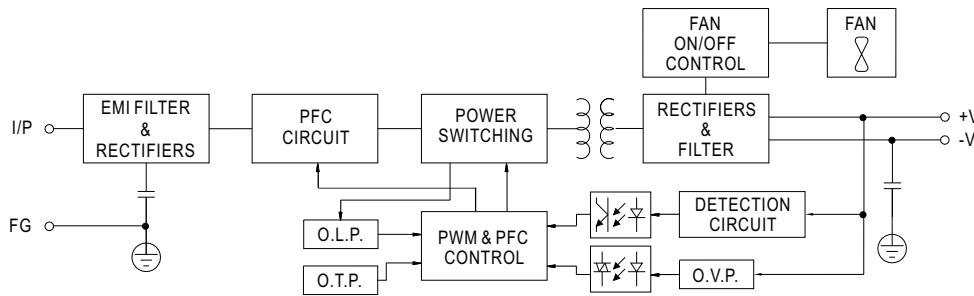 FAN
ON/OFF
CONTROL
FAN
I/P
EMI FILTER
&
RECTIFIERS
PFC
CIRCUIT
POWER
SWITCHING
RECTIFIERS
&
FILTER
+V
-V
FG
O.L.P.
O.T.P.
PWM & PFC
CONTROL
DETECTION
CIRCUIT
O.V.P.